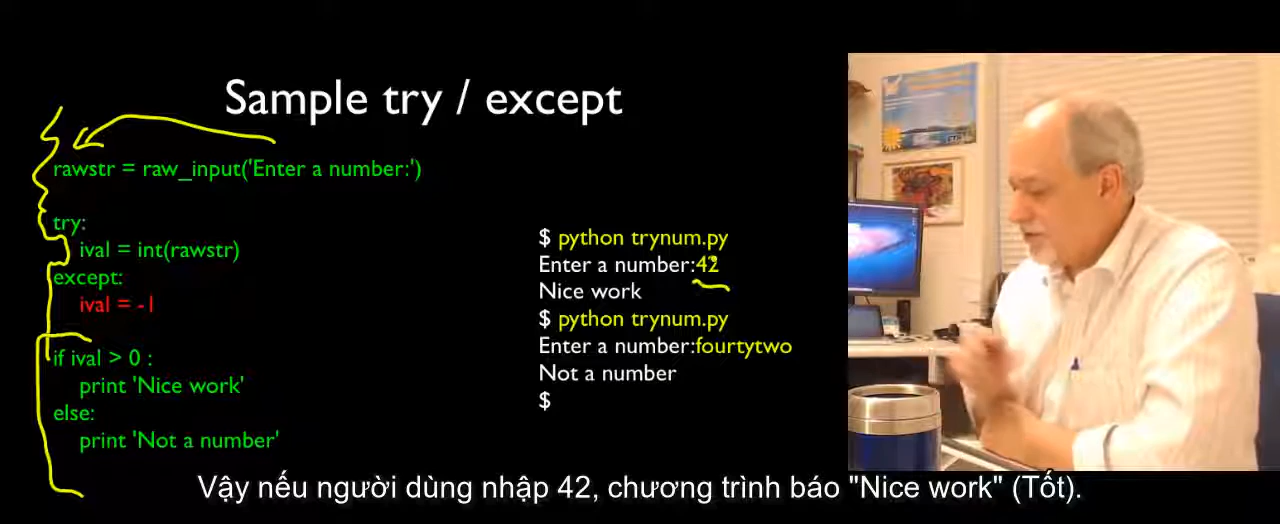 Sample try / except
rawstr = raw_input('Enter a number:')
try:
ival = int(rawstr)
except:
ival = -1
if ival > 0 :
print 'Nice work'
else:
print 'Not a number'
$ python trynum.py
Enter a number:42
Nice work
$ python trynum.py
Enter a number:fourtytwo
Not a number
$
Vậy nếu người dùng nhập 42, chương trình báo "Nice work" (Tốt).